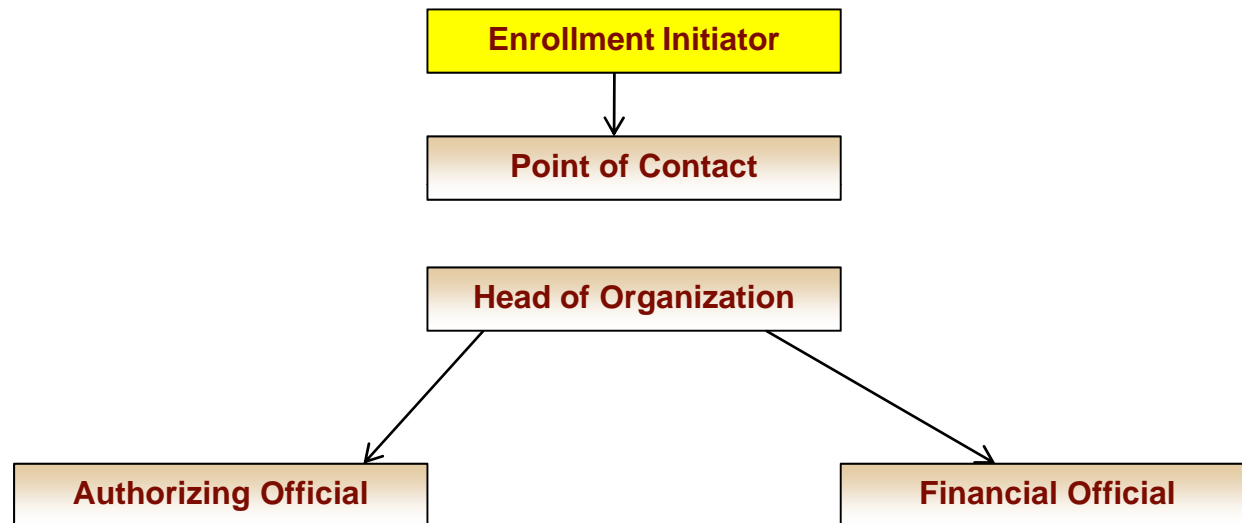 Enrollment Initiator
Point of Contact
Head of Organization
Authorizing Official
Financial Official